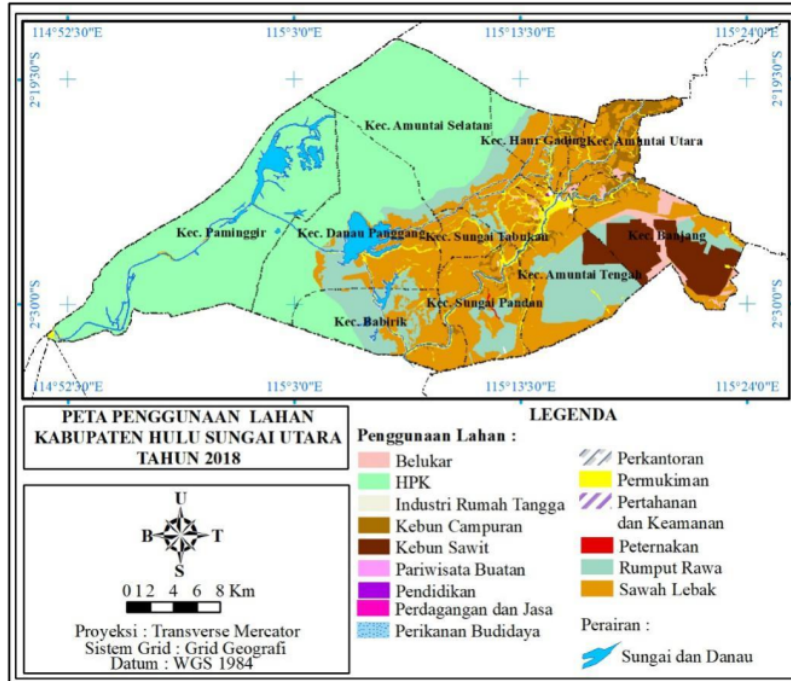 114°52'30"E
115°3'0"E
115°13'30"E
115°24'0"E
2°19'30"S
2°19'30"S
Kec. Amuntai Selatan
Kec. Haur Gading
Kec. Amuntai Utara
Kec. Paminggir
Kec. Danau Panggang
Kec. Sungai Tabukan
Kec. Banjang
Kec. Amuntai Tengah
Kec. Sungai Pandan
Kec. Babirik
2°30'0"S
2°30'0"S
114°52'30"E
115°3'0"E
115°13'30"E
115°24'0"E
PETA PENGGUNAAN LAHAN
KABUPATEN HULU SUNGAI UTARA
TAHUN 2018
U
B
T
S
0 1 2 4 6 8 Km
Proyeksi : Transverse Mercator
Sistem Grid : Grid Geografi
Datum : WGS 1984
LEGENDA
Penggunaan Lahan :
Belukar
HPK
Industri Rumah Tangga
Kebun Campuran
Kebun Sawit
Pariwisata Buatan
Pendidikan
Perdagangan dan Jasa
Perikanan Budidaya
Perkantoran
Permukiman
Pertahanan
dan Keamanan
Peternakan
Rumput Rawa
Sawah Lebak
Perairan :
Sungai dan Danau